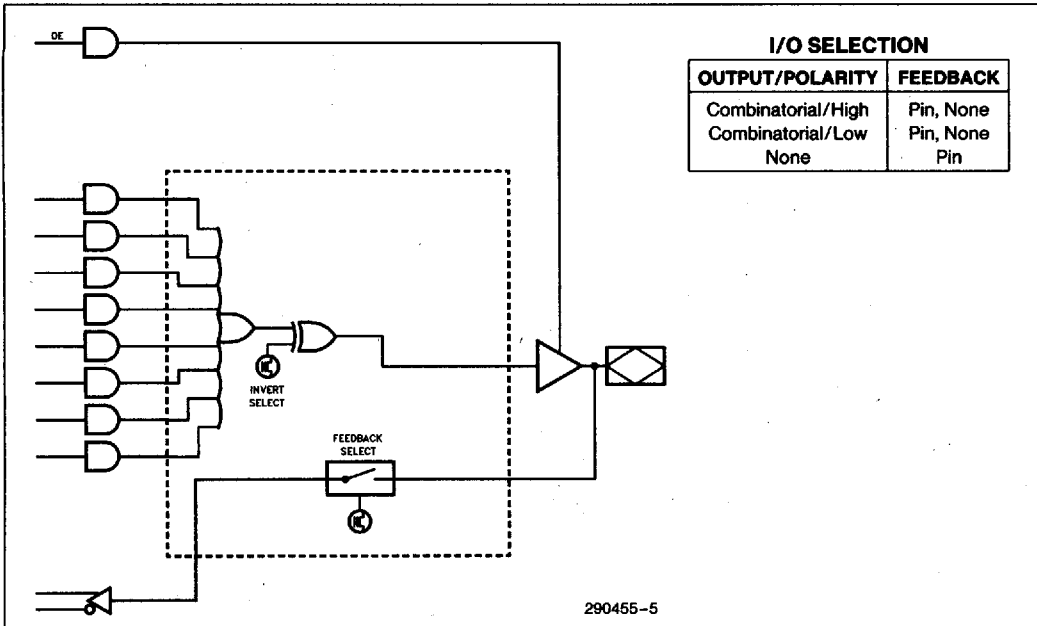 OE
I/O SELECTION
OUTPUT/POLARITY FEEDBACK
Combinatorial/High Pin, None
Combinatorial/Low Pin, None
None Pin
INVERT
SELECT
FEEDBACK
SELECT
290455-5